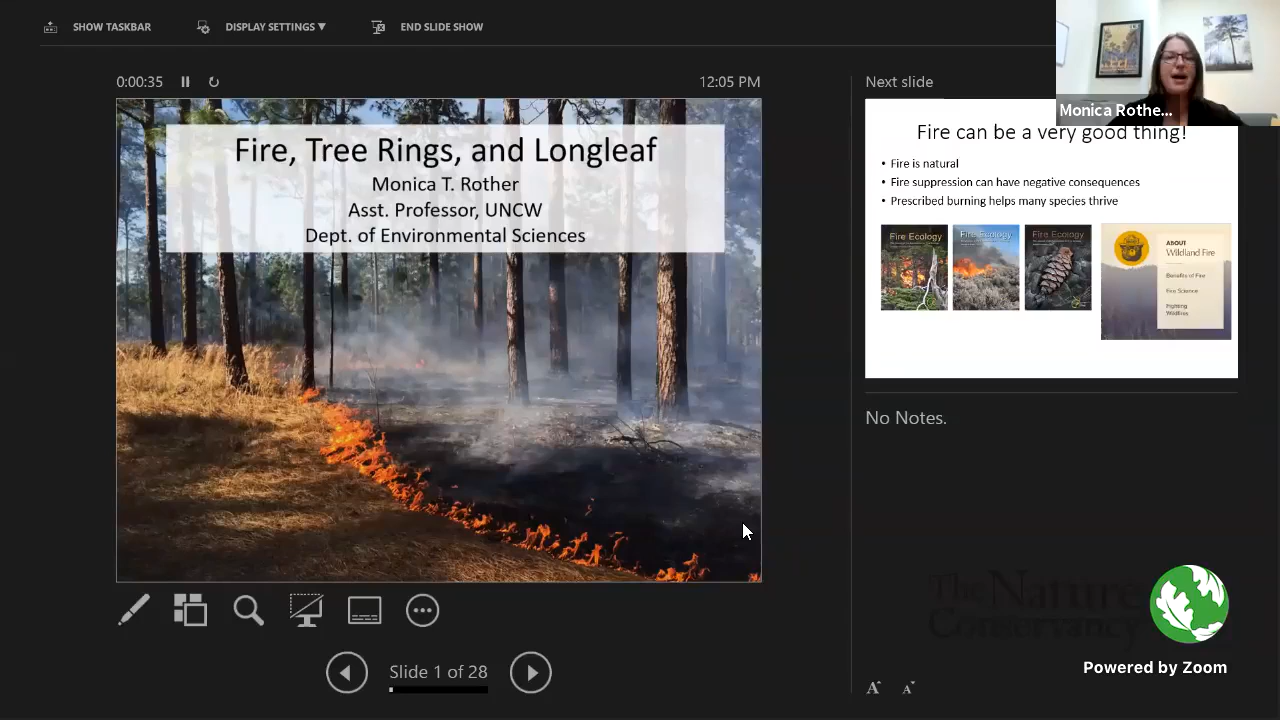 SHOW TASKBAR
DISPLAY SETTINGS ▼
END SLIDE SHOW
0:00:35
12:05 PM
Next slide
Monica Rothe...
Fire, Tree Rings, and Longleaf
Monica T. Rother
Asst. Professor, UNCW
Dept. of Environmental Sciences
Fire can be a very good thing!
• Fire is natural
• Fire suppression can have negative consequences
• Prescribed burning helps many species thrive
Fire Ecology
Fire Ecology
Fire Ecology
ABOUT
Wildland Fire
Benefits of Fire
Fire Science
Fighting
Wildfires
No Notes.
The Nature
Conservancy
Powered by Zoom
Slide 1 of 28
A
A